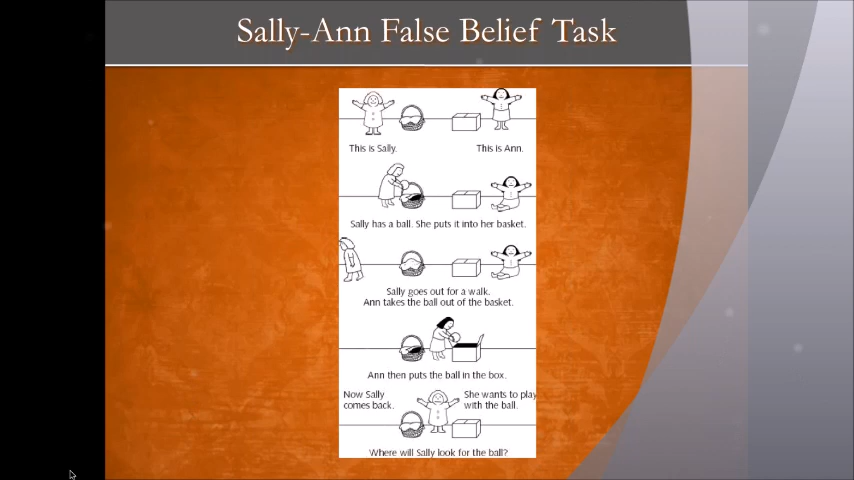 Sally-Ann False Belief Task
This is Sally.
This is Ann.
Sally has a ball. She puts it into her basket.
Sally goes out for a walk.
Ann takes the ball out of the basket.
Ann then puts the ball in the box.
Now Sally
comes back.
She wants to play
with the ball.
Where will Sally look for the ball?